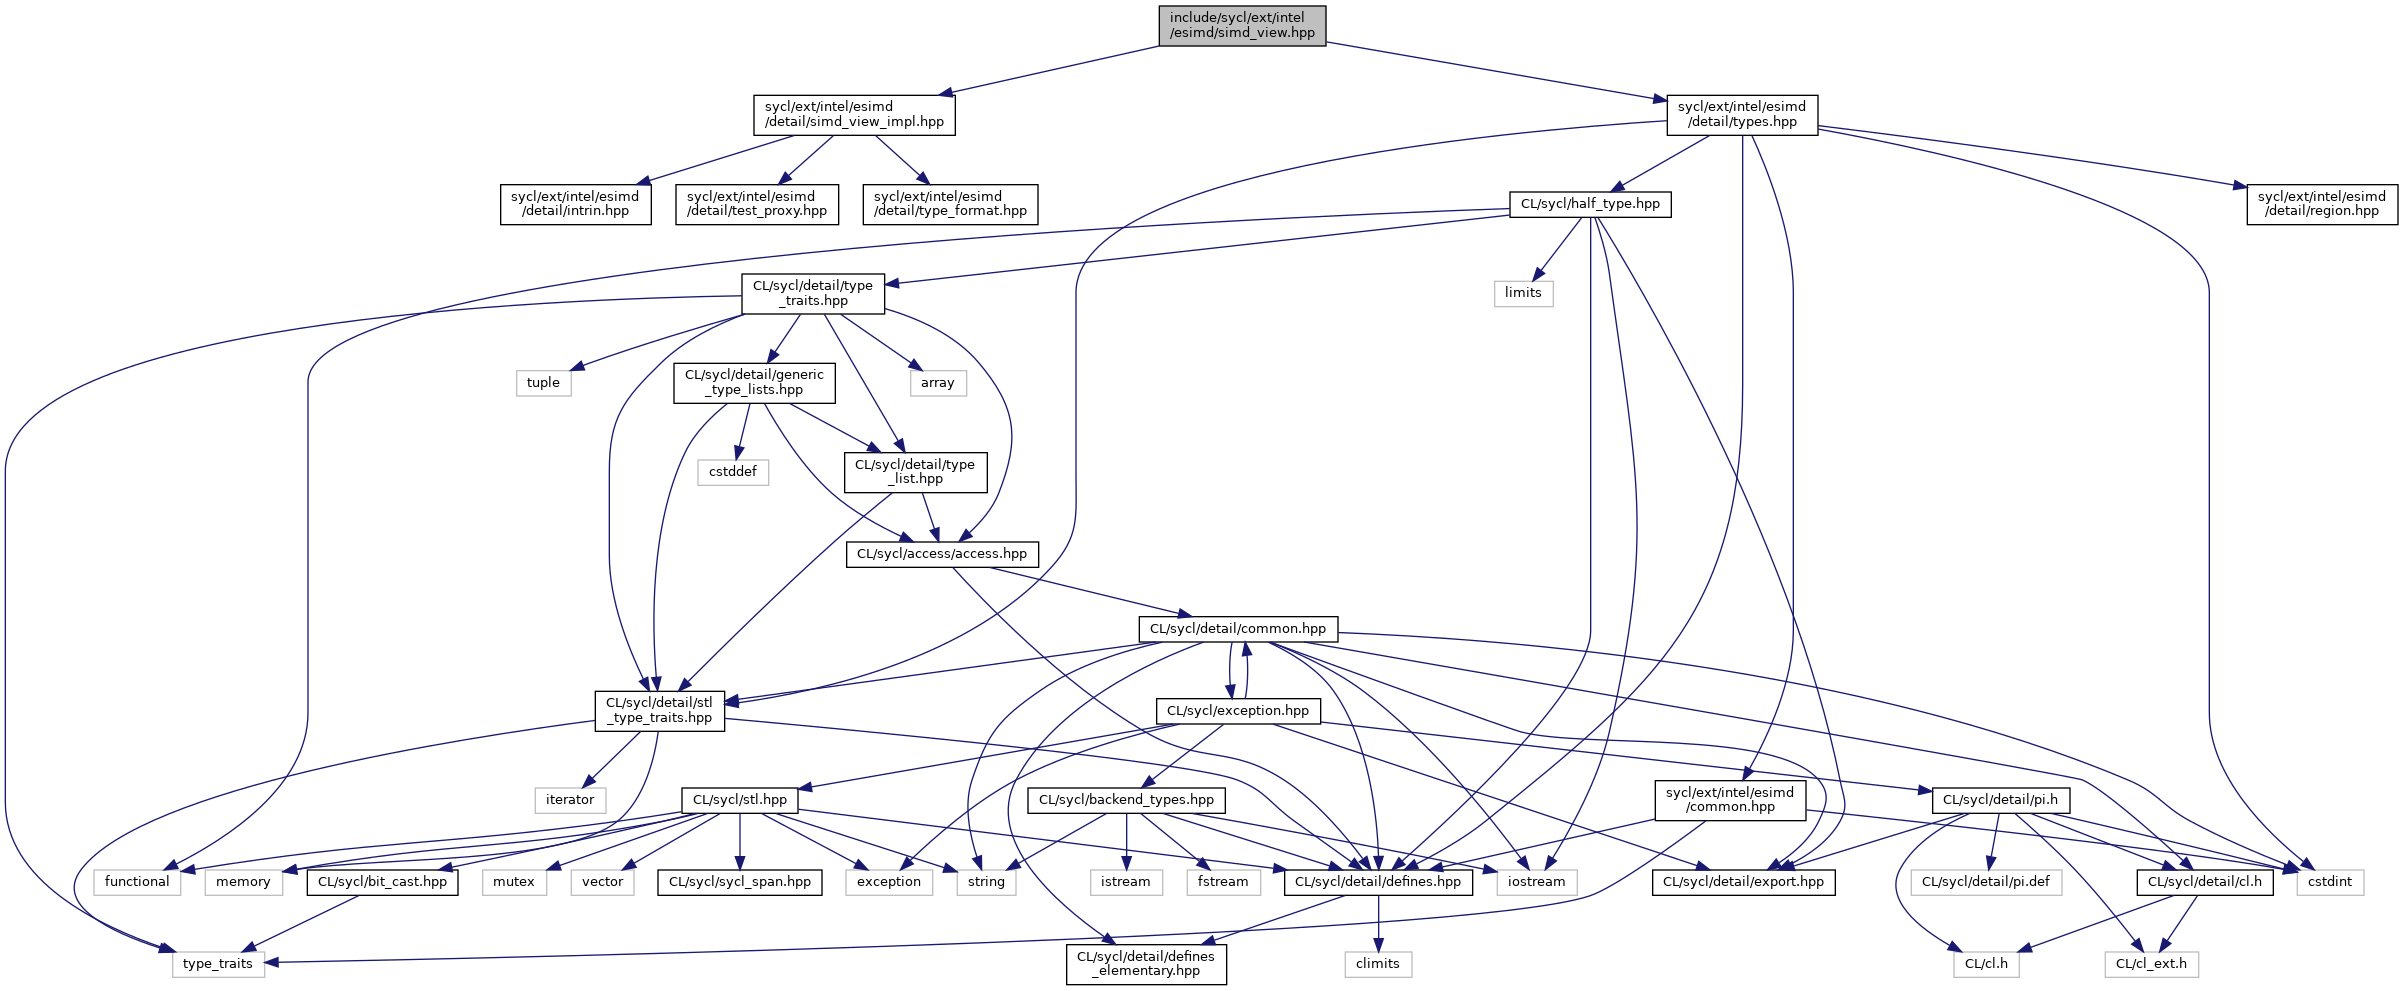 include/sycl/ext/intel
/esimd/simd_view.hpp
sycl/ext/intel/esimd
/detail/simd_view_impl.hpp
sycl/ext/intel/esimd
/detail/types.hpp
sycl/ext/intel/esimd
/detail/intrin.hpp
sycl/ext/intel/esimd
/detail/test_proxy.hpp
sycl/ext/intel/esimd
/detail/type_format.hpp
CL/sycl/half_type.hpp
sycl/ext/intel/esimd
/detail/region.hpp
CL/sycl/detail/type
_traits.hpp
limits
tuple
CL/sycl/detail/generic
_type_lists.hpp
array
cstddef
CL/sycl/detail/type
_list.hpp
CL/sycl/access/access.hpp
CL/sycl/detail/common.hpp
CL/sycl/detail/stl
_type_traits.hpp
CL/sycl/exception.hpp
iterator
CL/sycl/stl.hpp
CL/sycl/backend_types.hpp
sycl/ext/intel/esimd
/common.hpp
CL/sycl/detail/pi.h
functional
memory
CL/sycl/bit_cast.hpp
mutex
vector
CL/sycl/sycl_span.hpp
exception
string
istream
fstream
CL/sycl/detail/defines.hpp
iostream
CL/sycl/detail/export.hpp
CL/sycl/detail/pi.def
CL/sycl/detail/cl.h
cstdint
type_traits
CL/sycl/detail/defines
_elementary.hpp
climits
CL/cl.h
CL/cl_ext.h